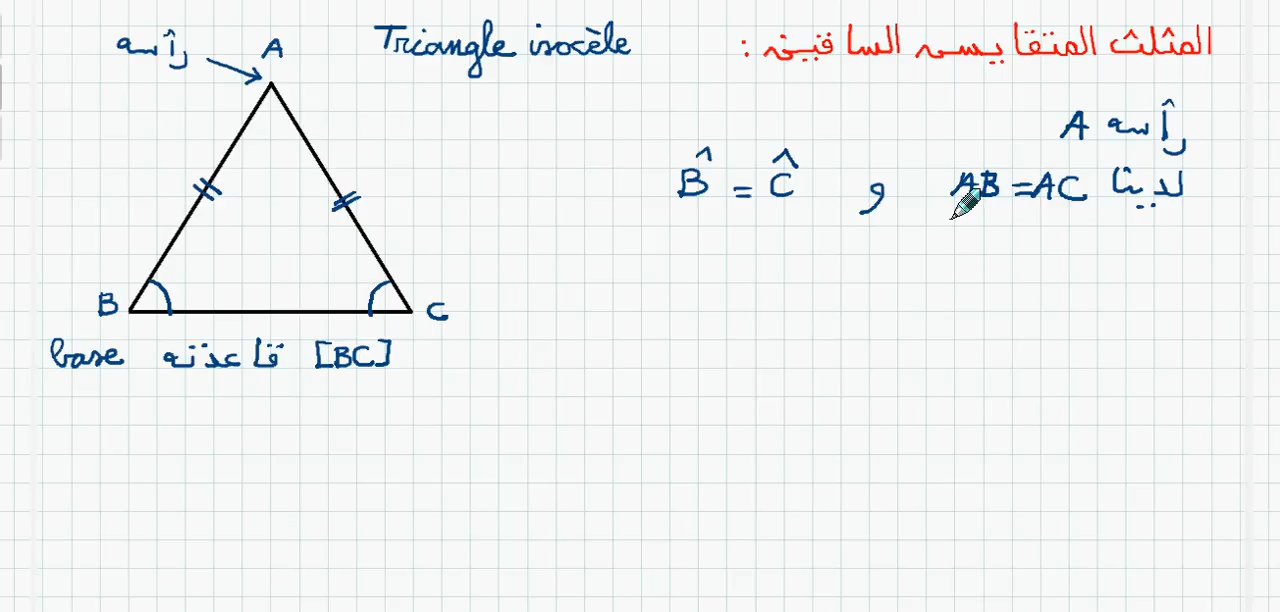 المثلث المتقايس الساقين :
Triangle isocèle
رأسه A
رأسه A
لدينا AB = AC و B̂ = Ĉ
B
C
base قاعدته [BC]